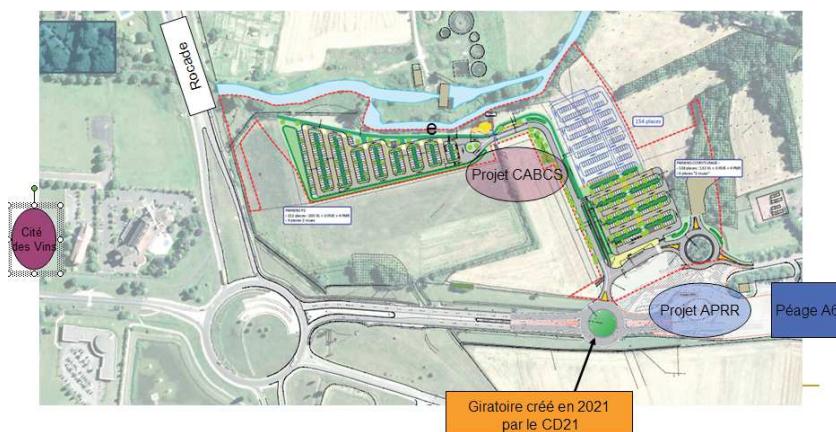 Rocade
e
154 places
Projet CABCS
Cité
des Vins
Projet APRR
Péage A6
Giratoire créé en 2021
par le CD21